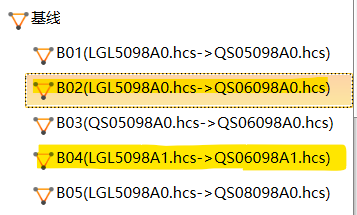 基线
B01(LGL5098A0.hcs->QS05098A0.hcs)
B02(LGL5098A0.hcs->QS06098A0.hcs)
B03(QS05098A0.hcs->QS06098A0.hcs)
B04(LGL5098A1.hcs->QS06098A1.hcs)
B05(LGL5098A0.hcs->QS08098A0.hcs)